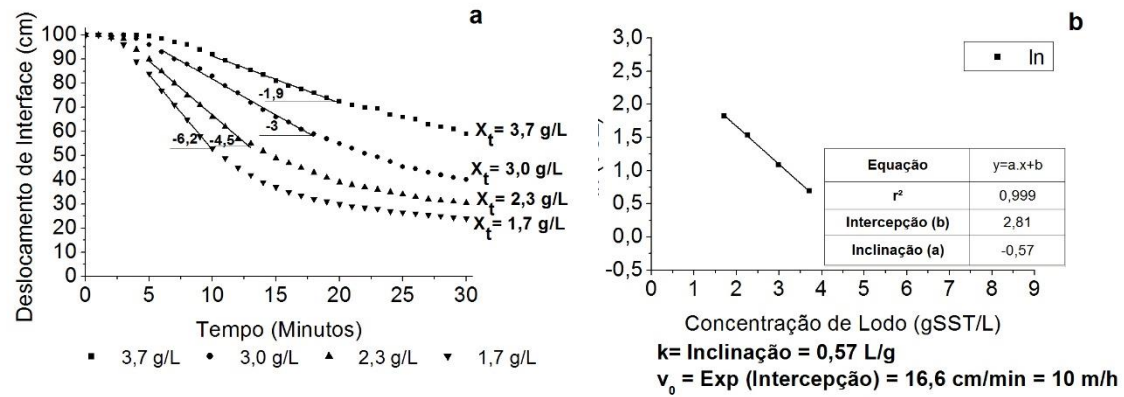 a
Deslocamento de Interface (cm)
100
90
80
70
60
50
40
30
20
10
0
-1,9
-3
-6,2
-4,5
X_t= 3,7 g/L
X_t= 3,0 g/L
X_t= 2,3 g/L
X_t= 1,7 g/L
0 5 10 15 20 25 30
Tempo (Minutos)
3,7 g/L 3,0 g/L 2,3 g/L 1,7 g/L
b
3,0
2,5
2,0
1,5
1,0
0,5
0,0
-0,5
ln
Equação y=a.x+b
r² 0,999
Intercepção (b) 2,81
Inclinação (a) -0,57
0 1 2 3 4 5 6 7 8 9
Concentração de Lodo (gSST/L)
k= Inclinação = 0,57 L/g
v_0 = Exp (Intercepção) = 16,6 cm/min = 10 m/h